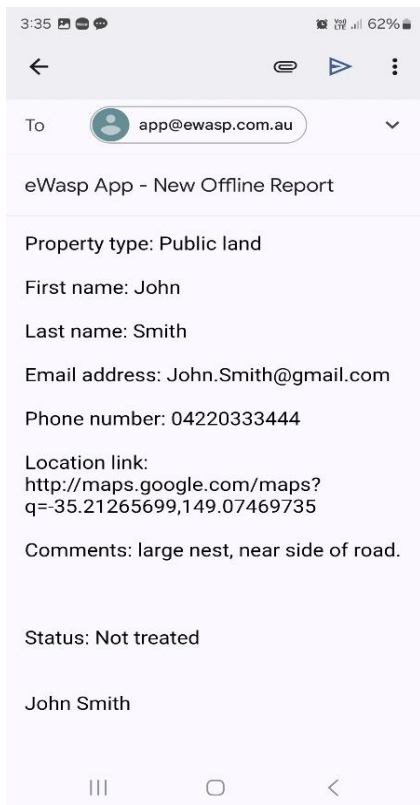 3:35
62%
To app@ewasp.com.au
eWasp App - New Offline Report
Property type: Public land
First name: John
Last name: Smith
Email address: John.Smith@gmail.com
Phone number: 04220333444
Location link:
http://maps.google.com/maps?
q=-35.21265699,149.07469735
Comments: large nest, near side of road.
Status: Not treated
John Smith